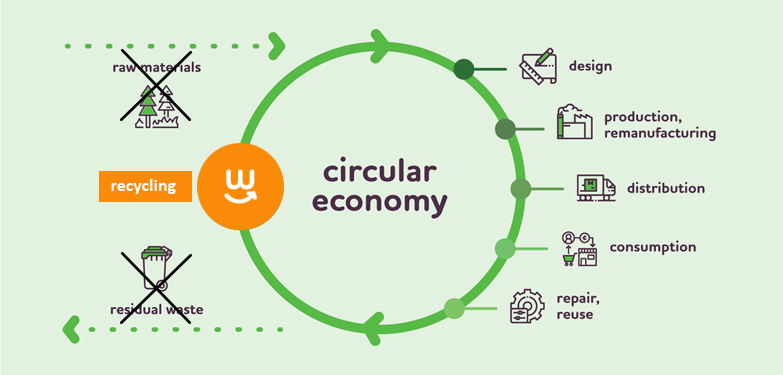 raw materials
design
production,
remanufacturing
recycling
w
circular
economy
distribution
consumption
residual waste
repair,
reuse